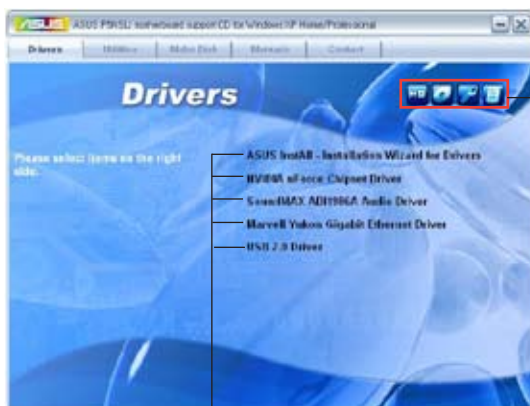 ASUS P5NSLI motherboard support CD for Windows XP Home/Professional
Drivers Utilities Make Disk Manuals Contact
Drivers
Please select items on the right
side.
ASUS InstAll - Installation Wizard for Drivers
NVIDIA nForce Chipset Driver
SoundMAX ADI1986A Audio Driver
Marvell Yukon Gigabit Ethernet Driver
USB 2.0 Driver